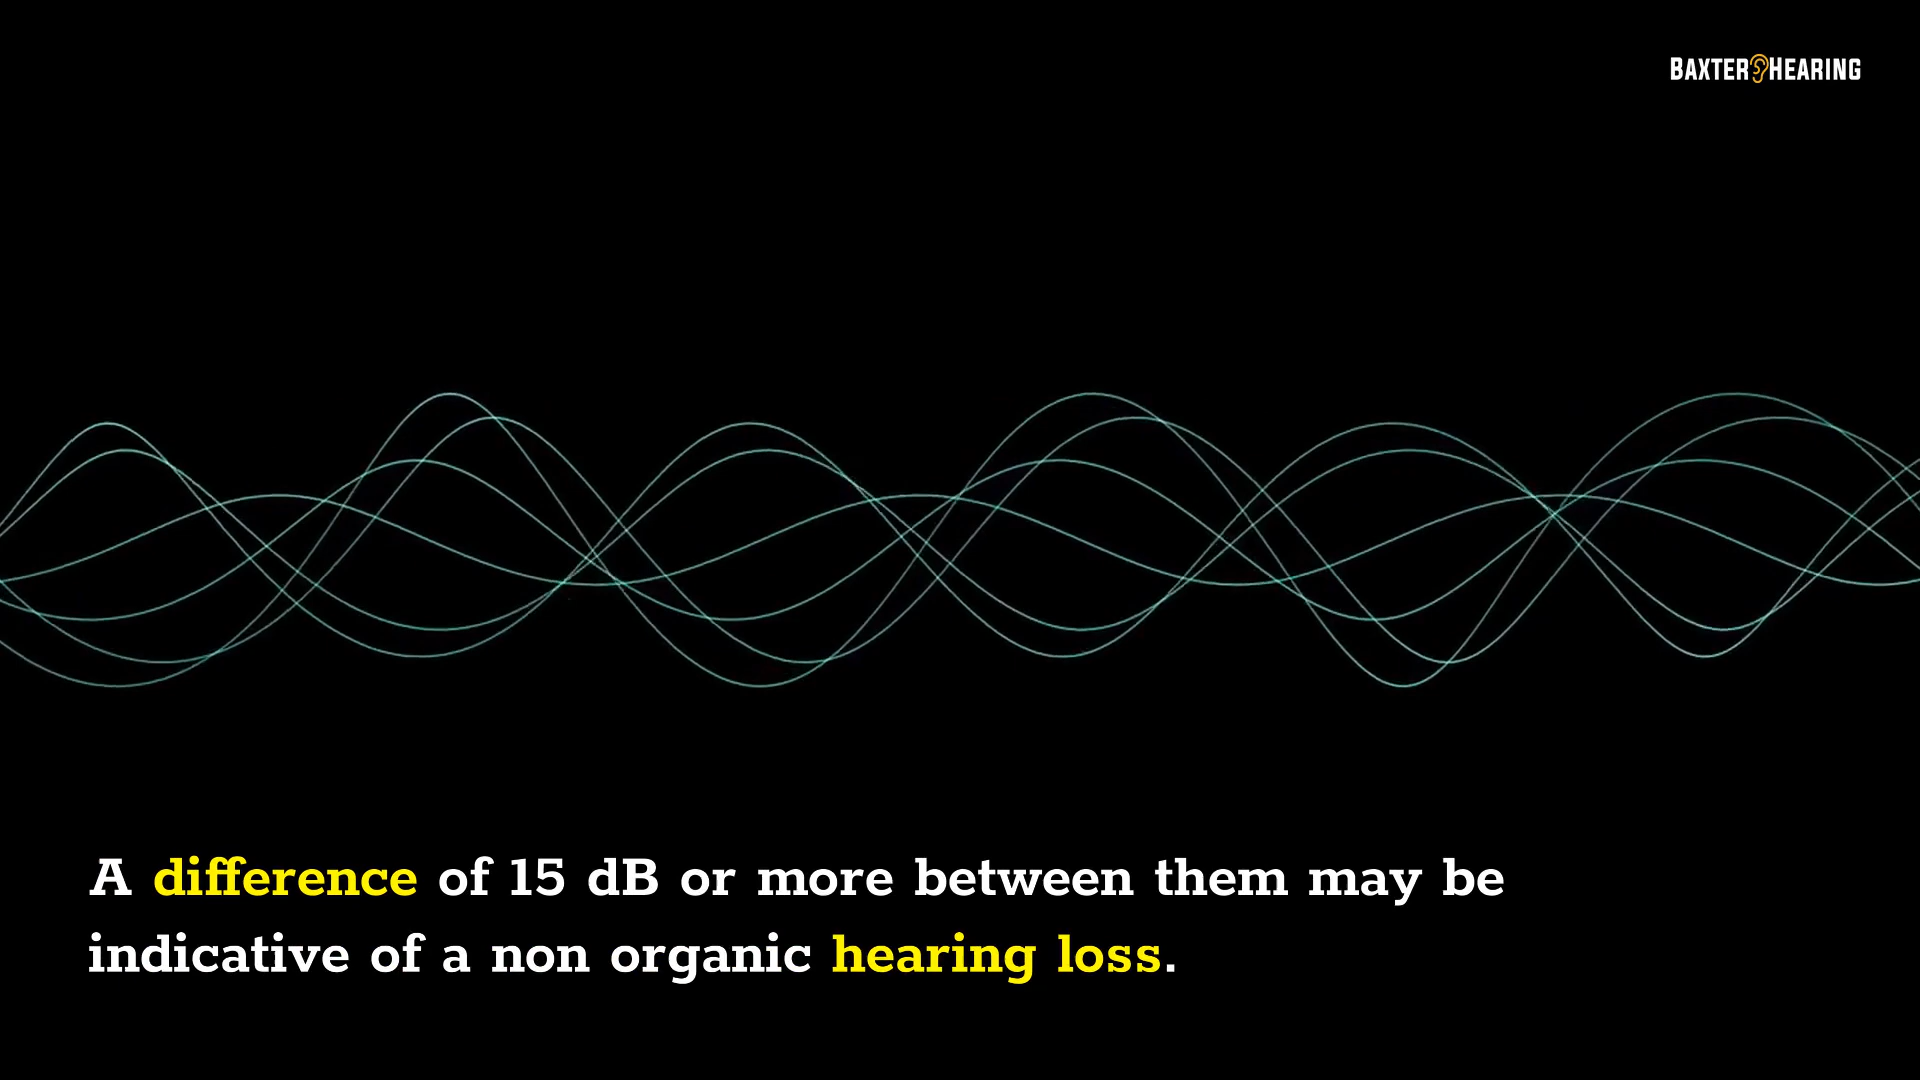 BAXTER HEARING
A difference of 15 dB or more between them may be
indicative of a non organic hearing loss.